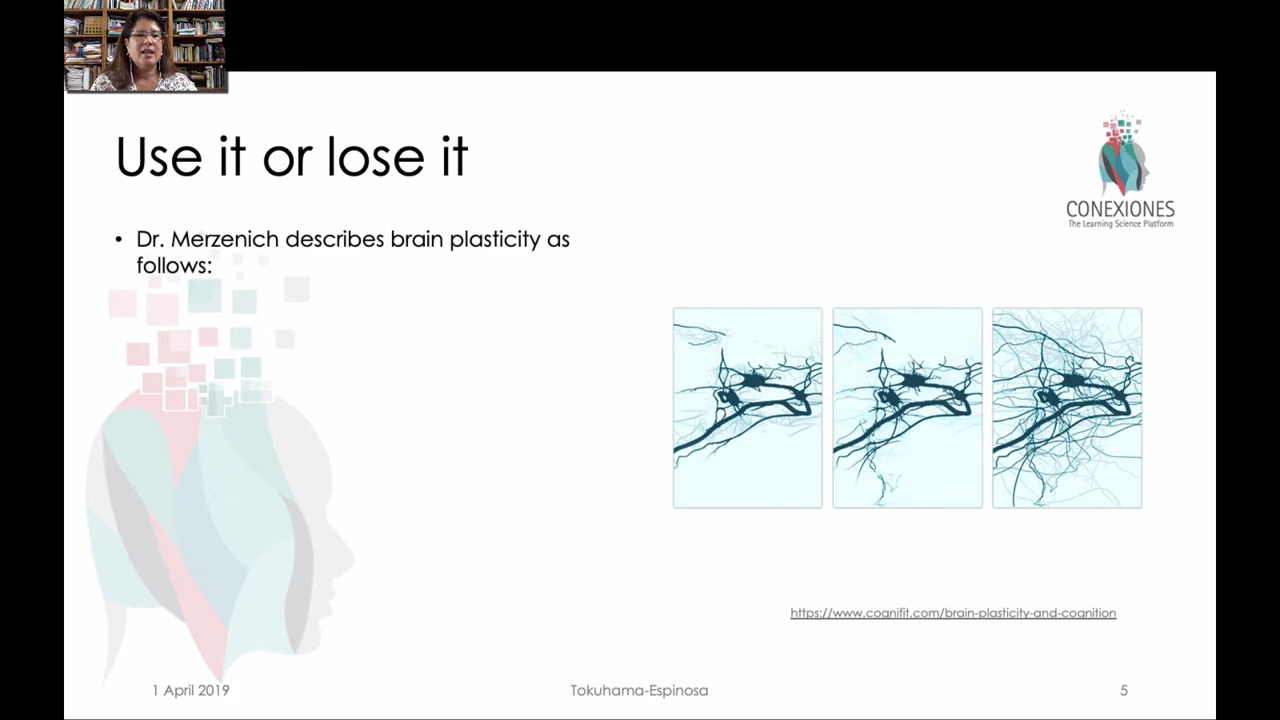 Use it or lose it
CONEXIONES
The Learning Science Platform
• Dr. Merzenich describes brain plasticity as
follows:
https://www.cognifit.com/brain-plasticity-and-cognition
1 April 2019
Tokuhama-Espinosa
5